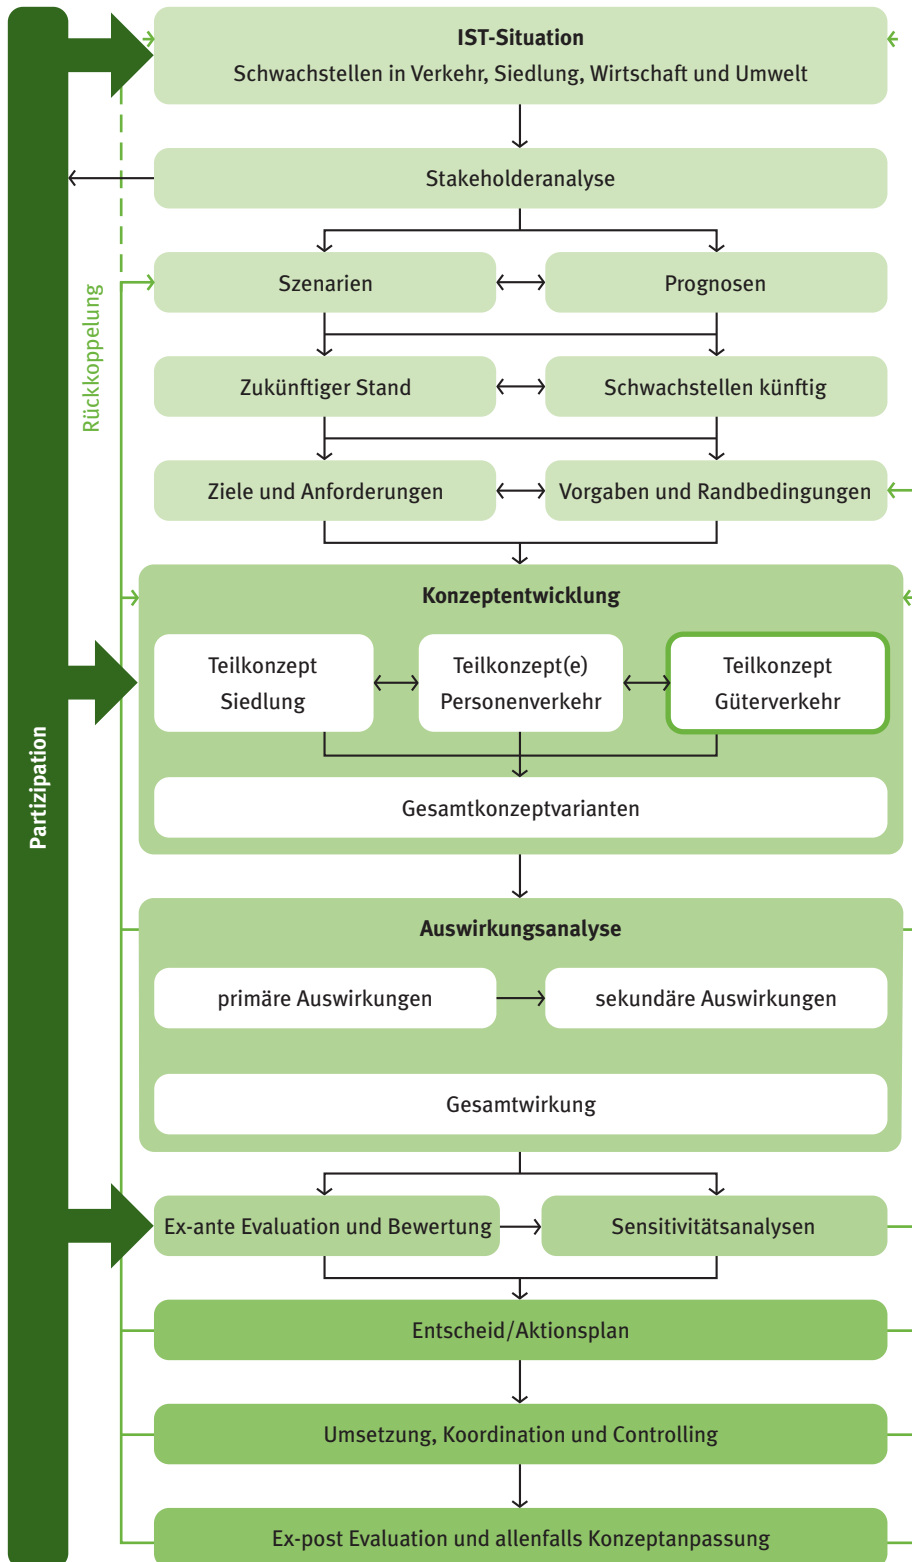 IST-Situation
Schwachstellen in Verkehr, Siedlung, Wirtschaft und Umwelt
Stakeholderanalyse
Szenarien
Prognosen
Rückkoppelung
Zukünftiger Stand
Schwachstellen künftig
Ziele und Anforderungen
Vorgaben und Randbedingungen
Konzeptentwicklung
Teilkonzept
Siedlung
Teilkonzept(e)
Personenverkehr
Teilkonzept
Güterverkehr
Gesamtkonzeptvarianten
Partizipation
Auswirkungsanalyse
primäre Auswirkungen
sekundäre Auswirkungen
Gesamtwirkung
Ex-ante Evaluation und Bewertung
Sensitivitätsanalysen
Entscheid/Aktionsplan
Umsetzung, Koordination und Controlling
Ex-post Evaluation und allenfalls Konzeptanpassung